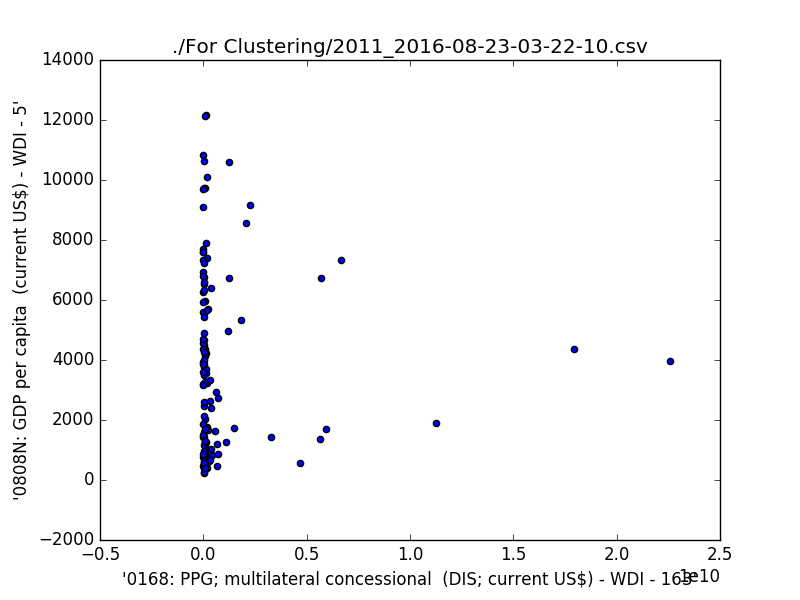 ./For Clustering/2011_2016-08-23-03-22-10.csv
14000
12000
10000
8000
6000
4000
2000
0
−2000
'0808N: GDP per capita  (current US$) - WDI - 5'
−0.5 0.0 0.5 1.0 1.5 2.0 2.5
1e10
'0168: PPG; multilateral concessional  (DIS; current US$) - WDI - 163'